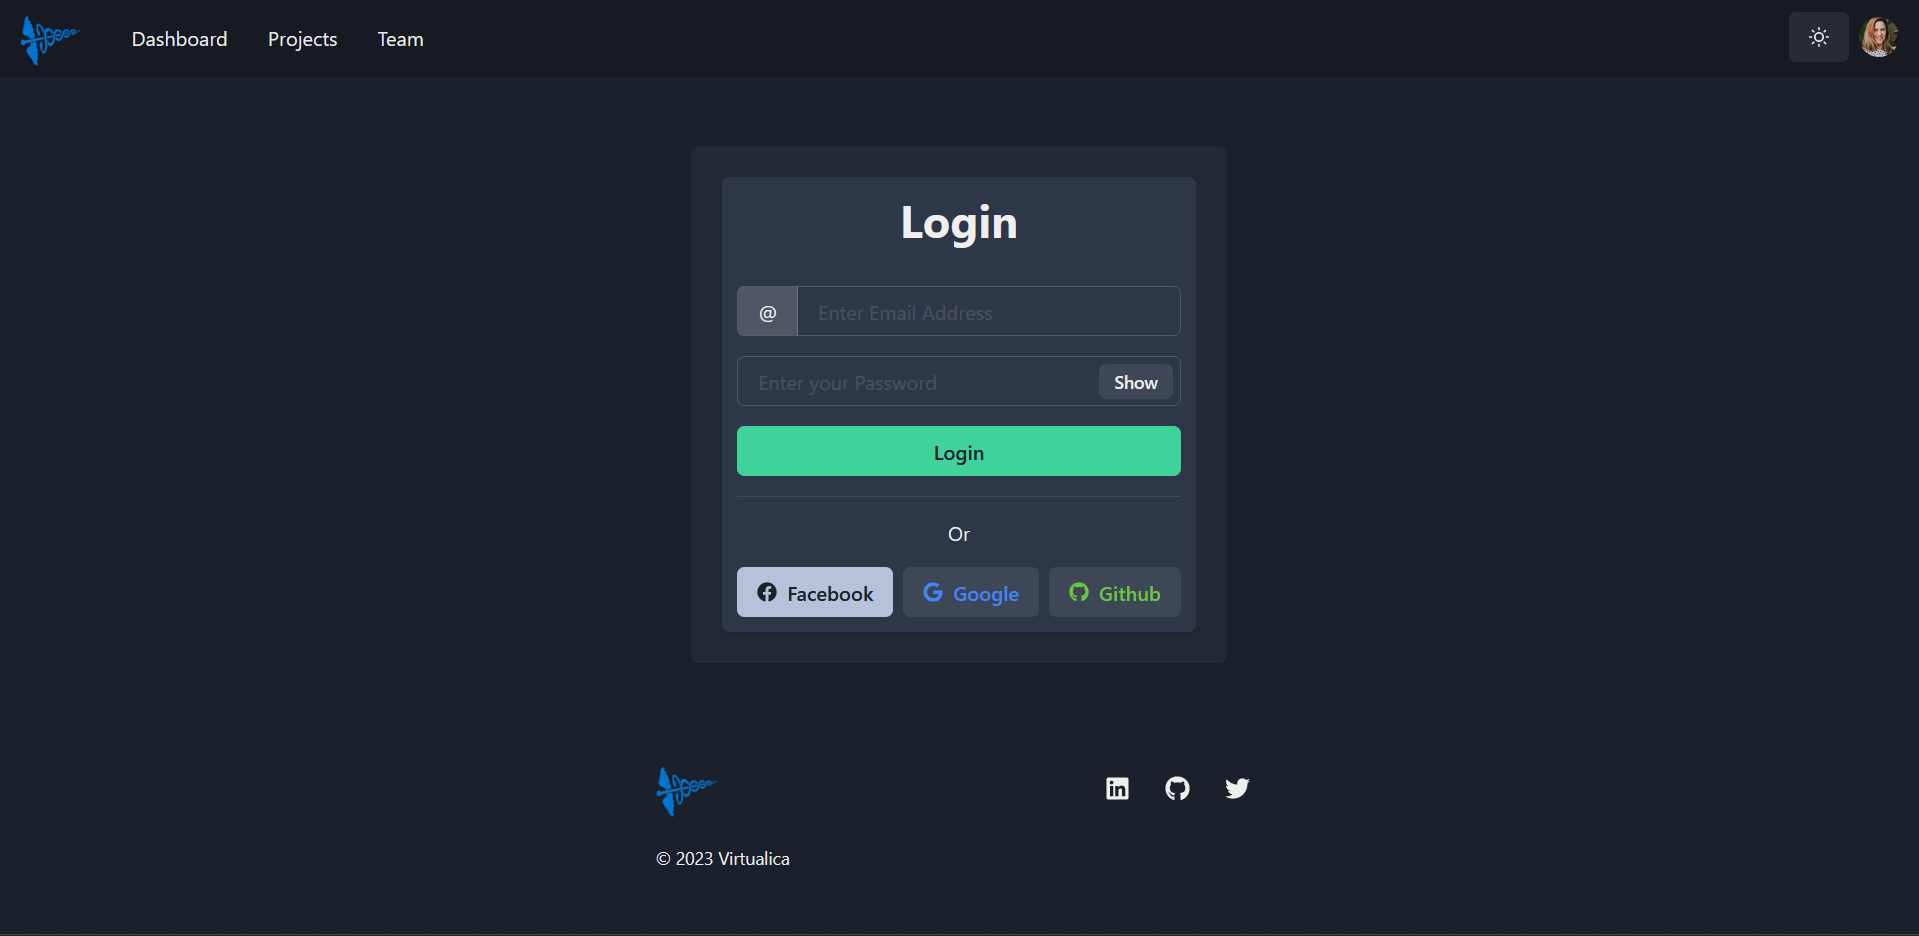 Dashboard Projects Team
Login
@ Enter Email Address
Enter your Password Show
Login
Or
Facebook Google Github
© 2023 Virtualica